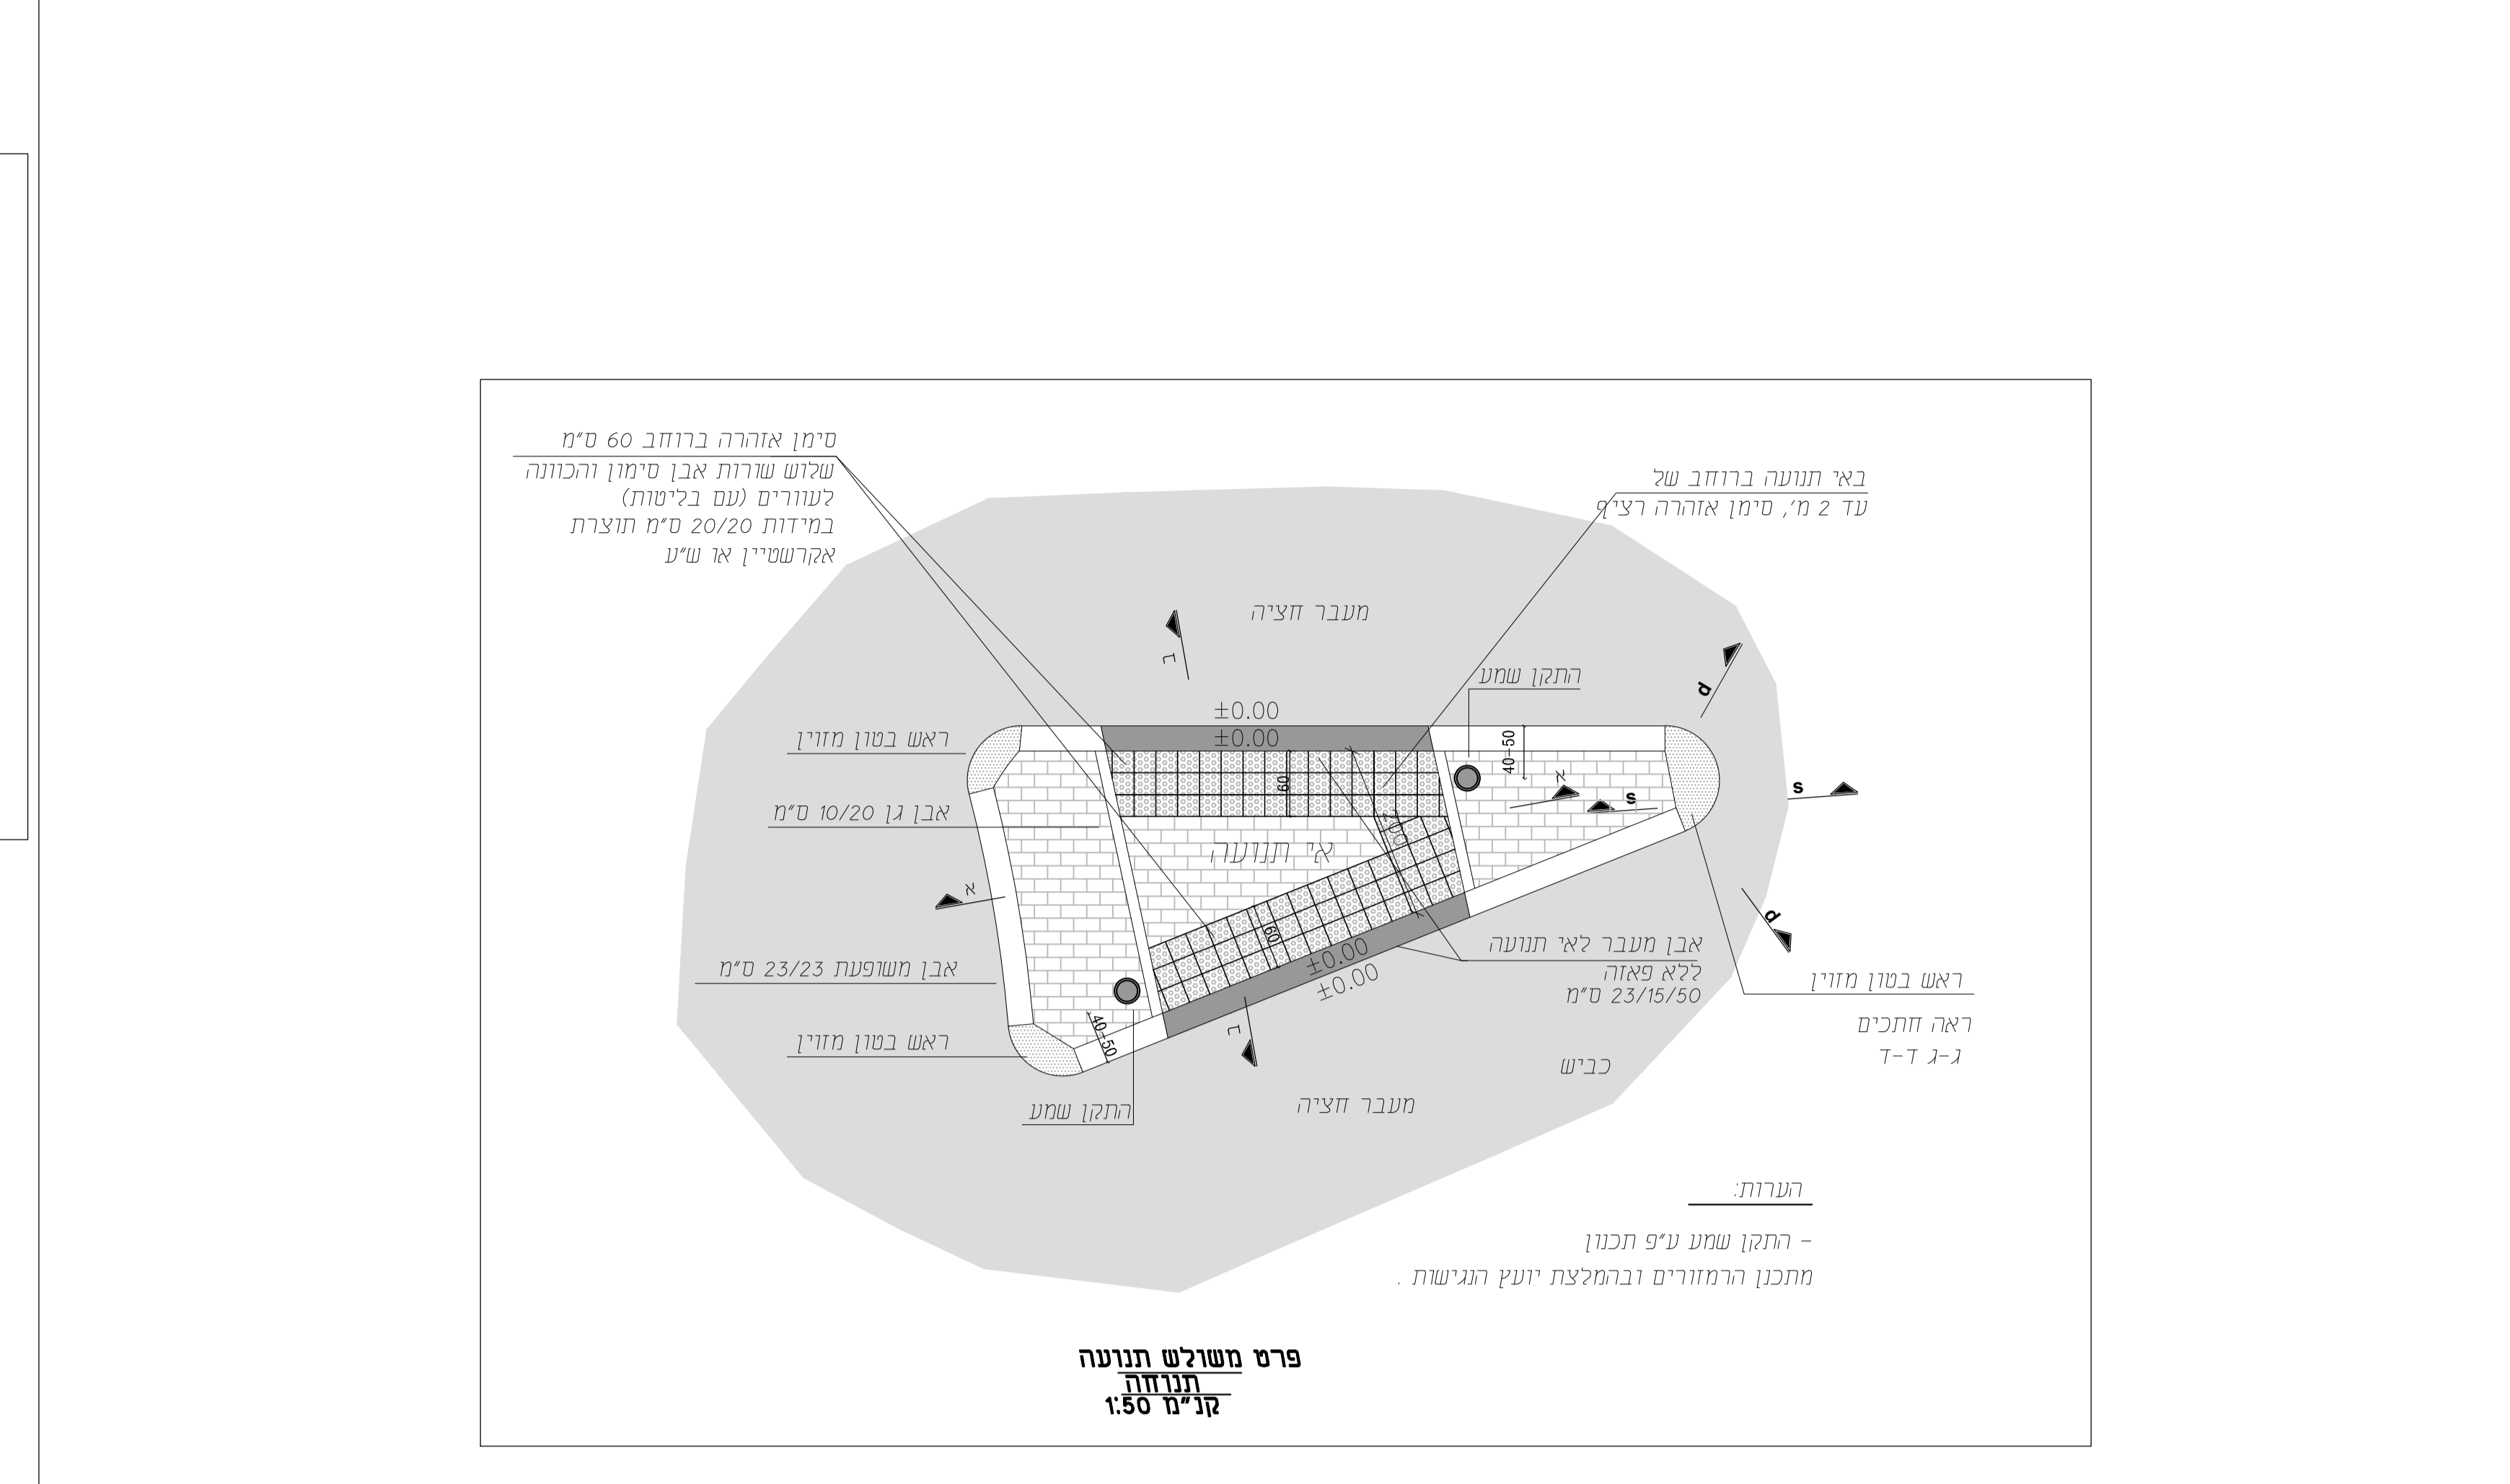 סימן אזהרה ברוחב 60 ס"מ
שלוש שורות אבן סימון והכוונה
לעוורים (עם בליטות)
במידות 20/20 ס"מ תוצרת
אקרשטיין או ש"ע
באי תנועה ברוחב של
עד 2 מ', סימן אזהרה רציף
מעבר חציה
ב
התקן שמע
d
±0.00
±0.00
ראש בטון מזוין
40-50
60
א
s
s
אבן גן 10/20 ס"מ
אי תנועה
א
d
60
±0.00
±0.00
אבן מעבר לאי תנועה
ללא פאזה
23/15/50 ס"מ
אבן משופעת 23/23 ס"מ
ראש בטון מזוין
ראה חתכים
ג-ג ד-ד
40-50
ב
ראש בטון מזוין
כביש
התקן שמע
מעבר חציה
הערות:
- התקן שמע ע"פ תכנון
מתכנן הרמזורים ובהמלצת יועץ הנגישות .
פרט משולש תנועה
תנוחה
קנ"מ 1:50